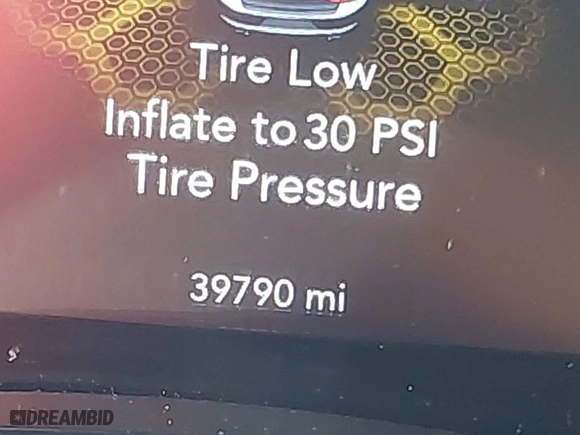 Tire Low
Inflate to 30 PSI
Tire Pressure
39790 mi
DREAMBID